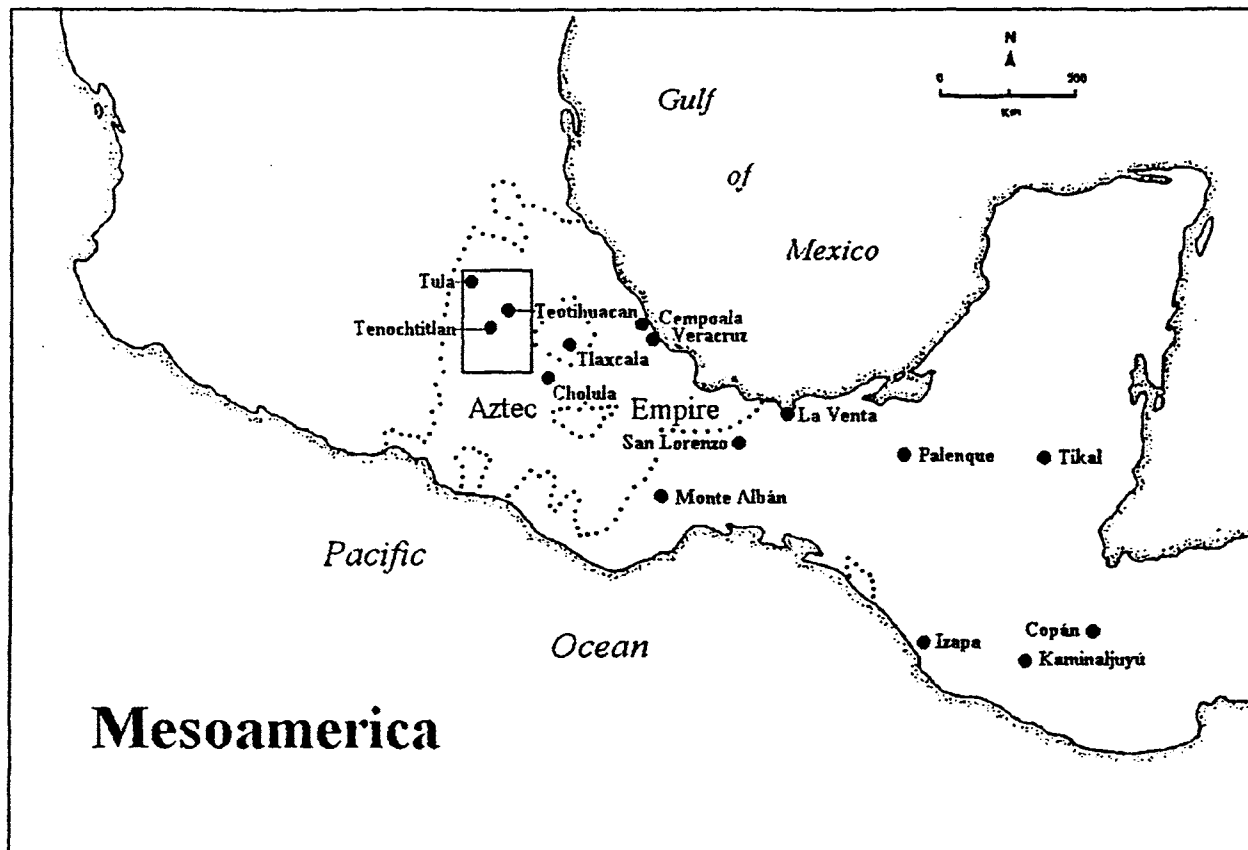 N
0 500
Km
Gulf
of
Mexico
Tula
Teotihuacan
Tenochtitlan
Cempoala
Veracruz
Tlaxcala
Cholula
Aztec Empire
La Venta
San Lorenzo
Palenque
Tikal
Monte Albán
Pacific
Ocean
Izapa
Copán
Kaminaljuyú
Mesoamerica